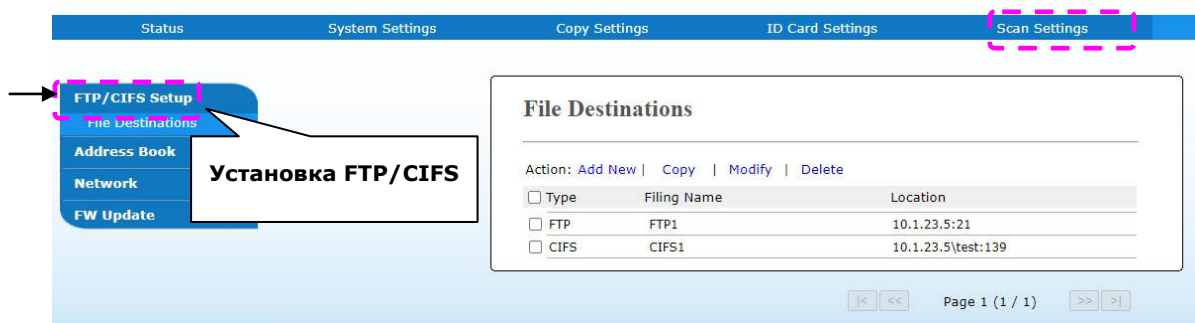 Status System Settings Copy Settings ID Card Settings Scan Settings
FTP/CIFS Setup
File Destinations
Address Book
Network
FW Update
Установка FTP/CIFS
File Destinations
Action: Add New | Copy | Modify | Delete
Type Filing Name Location
FTP FTP1 10.1.23.5:21
CIFS CIFS1 10.1.23.5\test:139
|< << Page 1 (1 / 1) >> >|